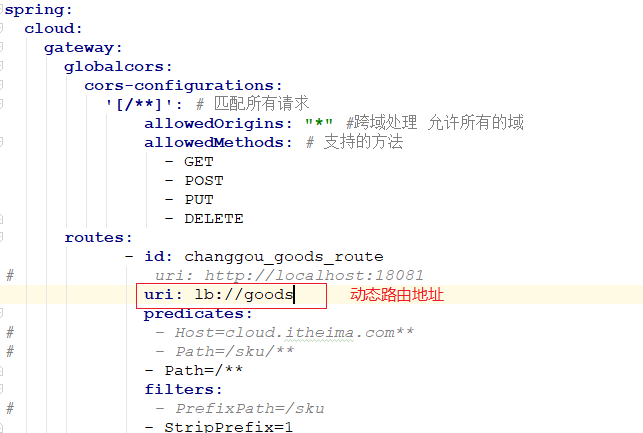 spring:
cloud:
gateway:
globalcors:
cors-configurations:
'[/**]': # 匹配所有请求
allowedOrigins: "*" #跨域处理 允许所有的域
allowedMethods: # 支持的方法
- GET
- POST
- PUT
- DELETE
routes:
- id: changgou_goods_route
# uri: http://localhost:18081
uri: lb://goods 动态路由地址
predicates:
# - Host=cloud.itheima.com**
# - Path=/sku/**
- Path=/**
filters:
# - PrefixPath=/sku
- StripPrefix=1